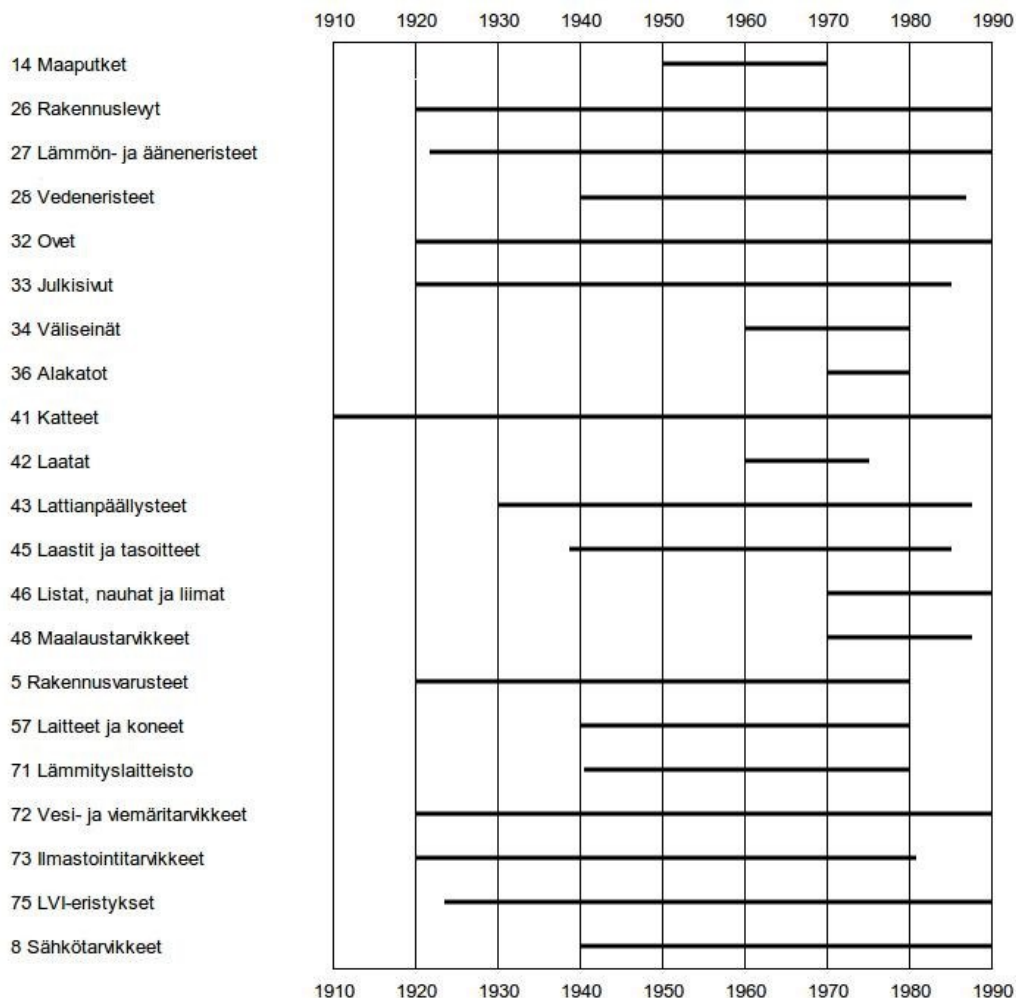 1910 1920 1930 1940 1950 1960 1970 1980 1990
14 Maaputket
26 Rakennuslevyt
27 Lämmön- ja ääneneristeet
28 Vedeneristeet
32 Ovet
33 Julkisivut
34 Väliseinät
36 Alakatot
41 Katteet
42 Laatat
43 Lattianpäällysteet
45 Laastit ja tasoitteet
46 Listat, nauhat ja liimat
48 Maalaustarvikkeet
5 Rakennusvarusteet
57 Laitteet ja koneet
71 Lämmityslaitteisto
72 Vesi- ja viemäritarvikkeet
73 Ilmastointitarvikkeet
75 LVI-eristykset
8 Sähkötarvikkeet
1910 1920 1930 1940 1950 1960 1970 1980 1990